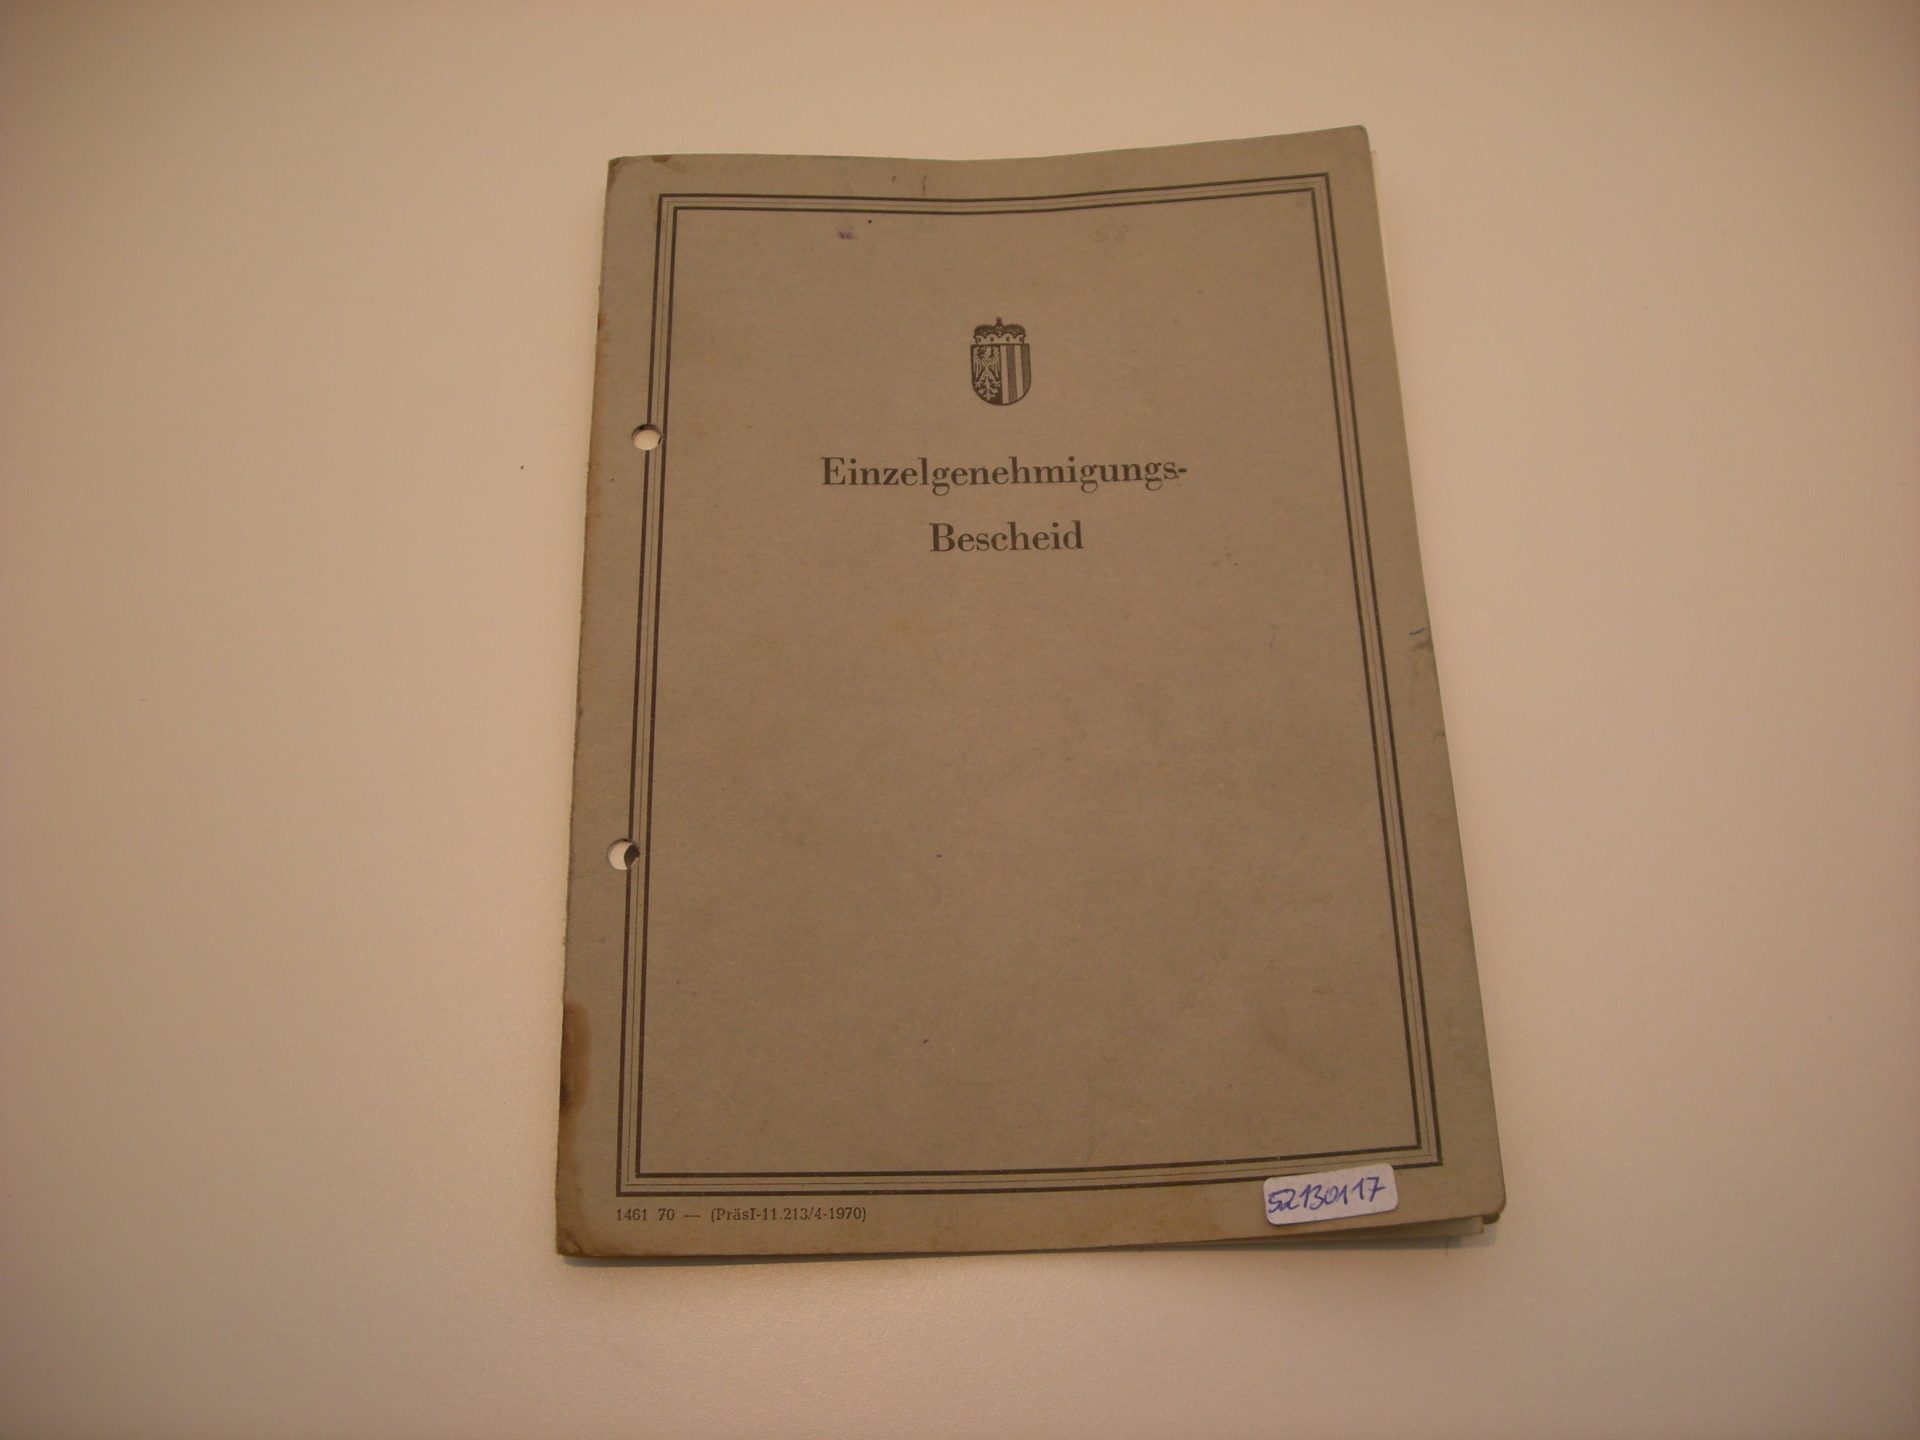 Einzelgenehmigungs-
Bescheid
1461 70 — (PräsI-11.213/4-1970)
52130117